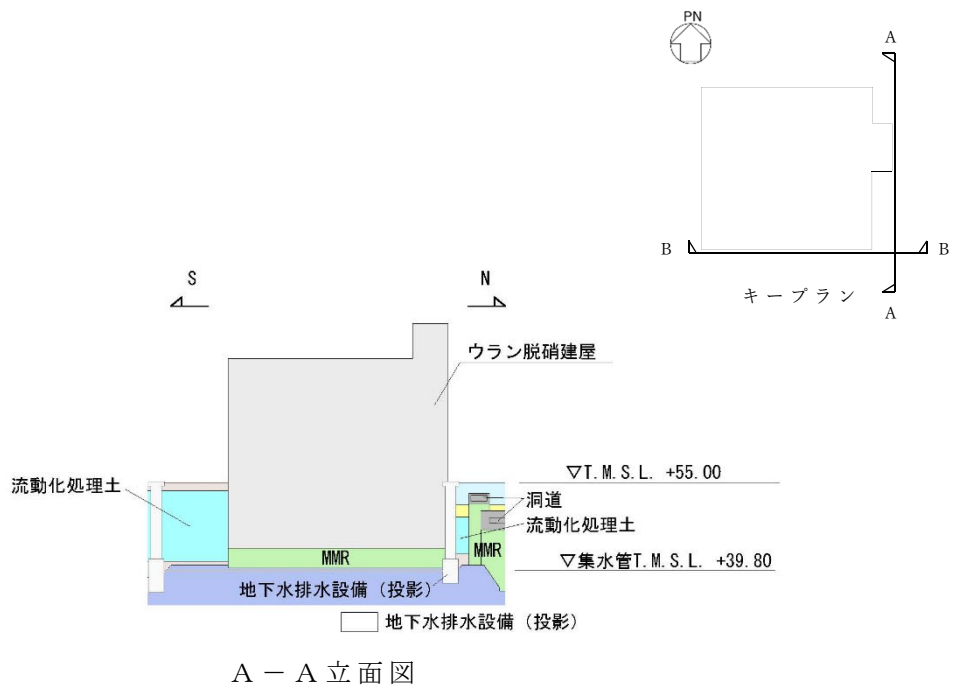 PN
A
B
B
キープラン
A
S
N
ウラン脱硝建屋
流動化処理土
▽T.M.S.L. +55.00
洞道
流動化処理土
MMR
MMR
▽集水管T.M.S.L. +39.80
地下水排水設備（投影）
地下水排水設備（投影）
A－A立面図